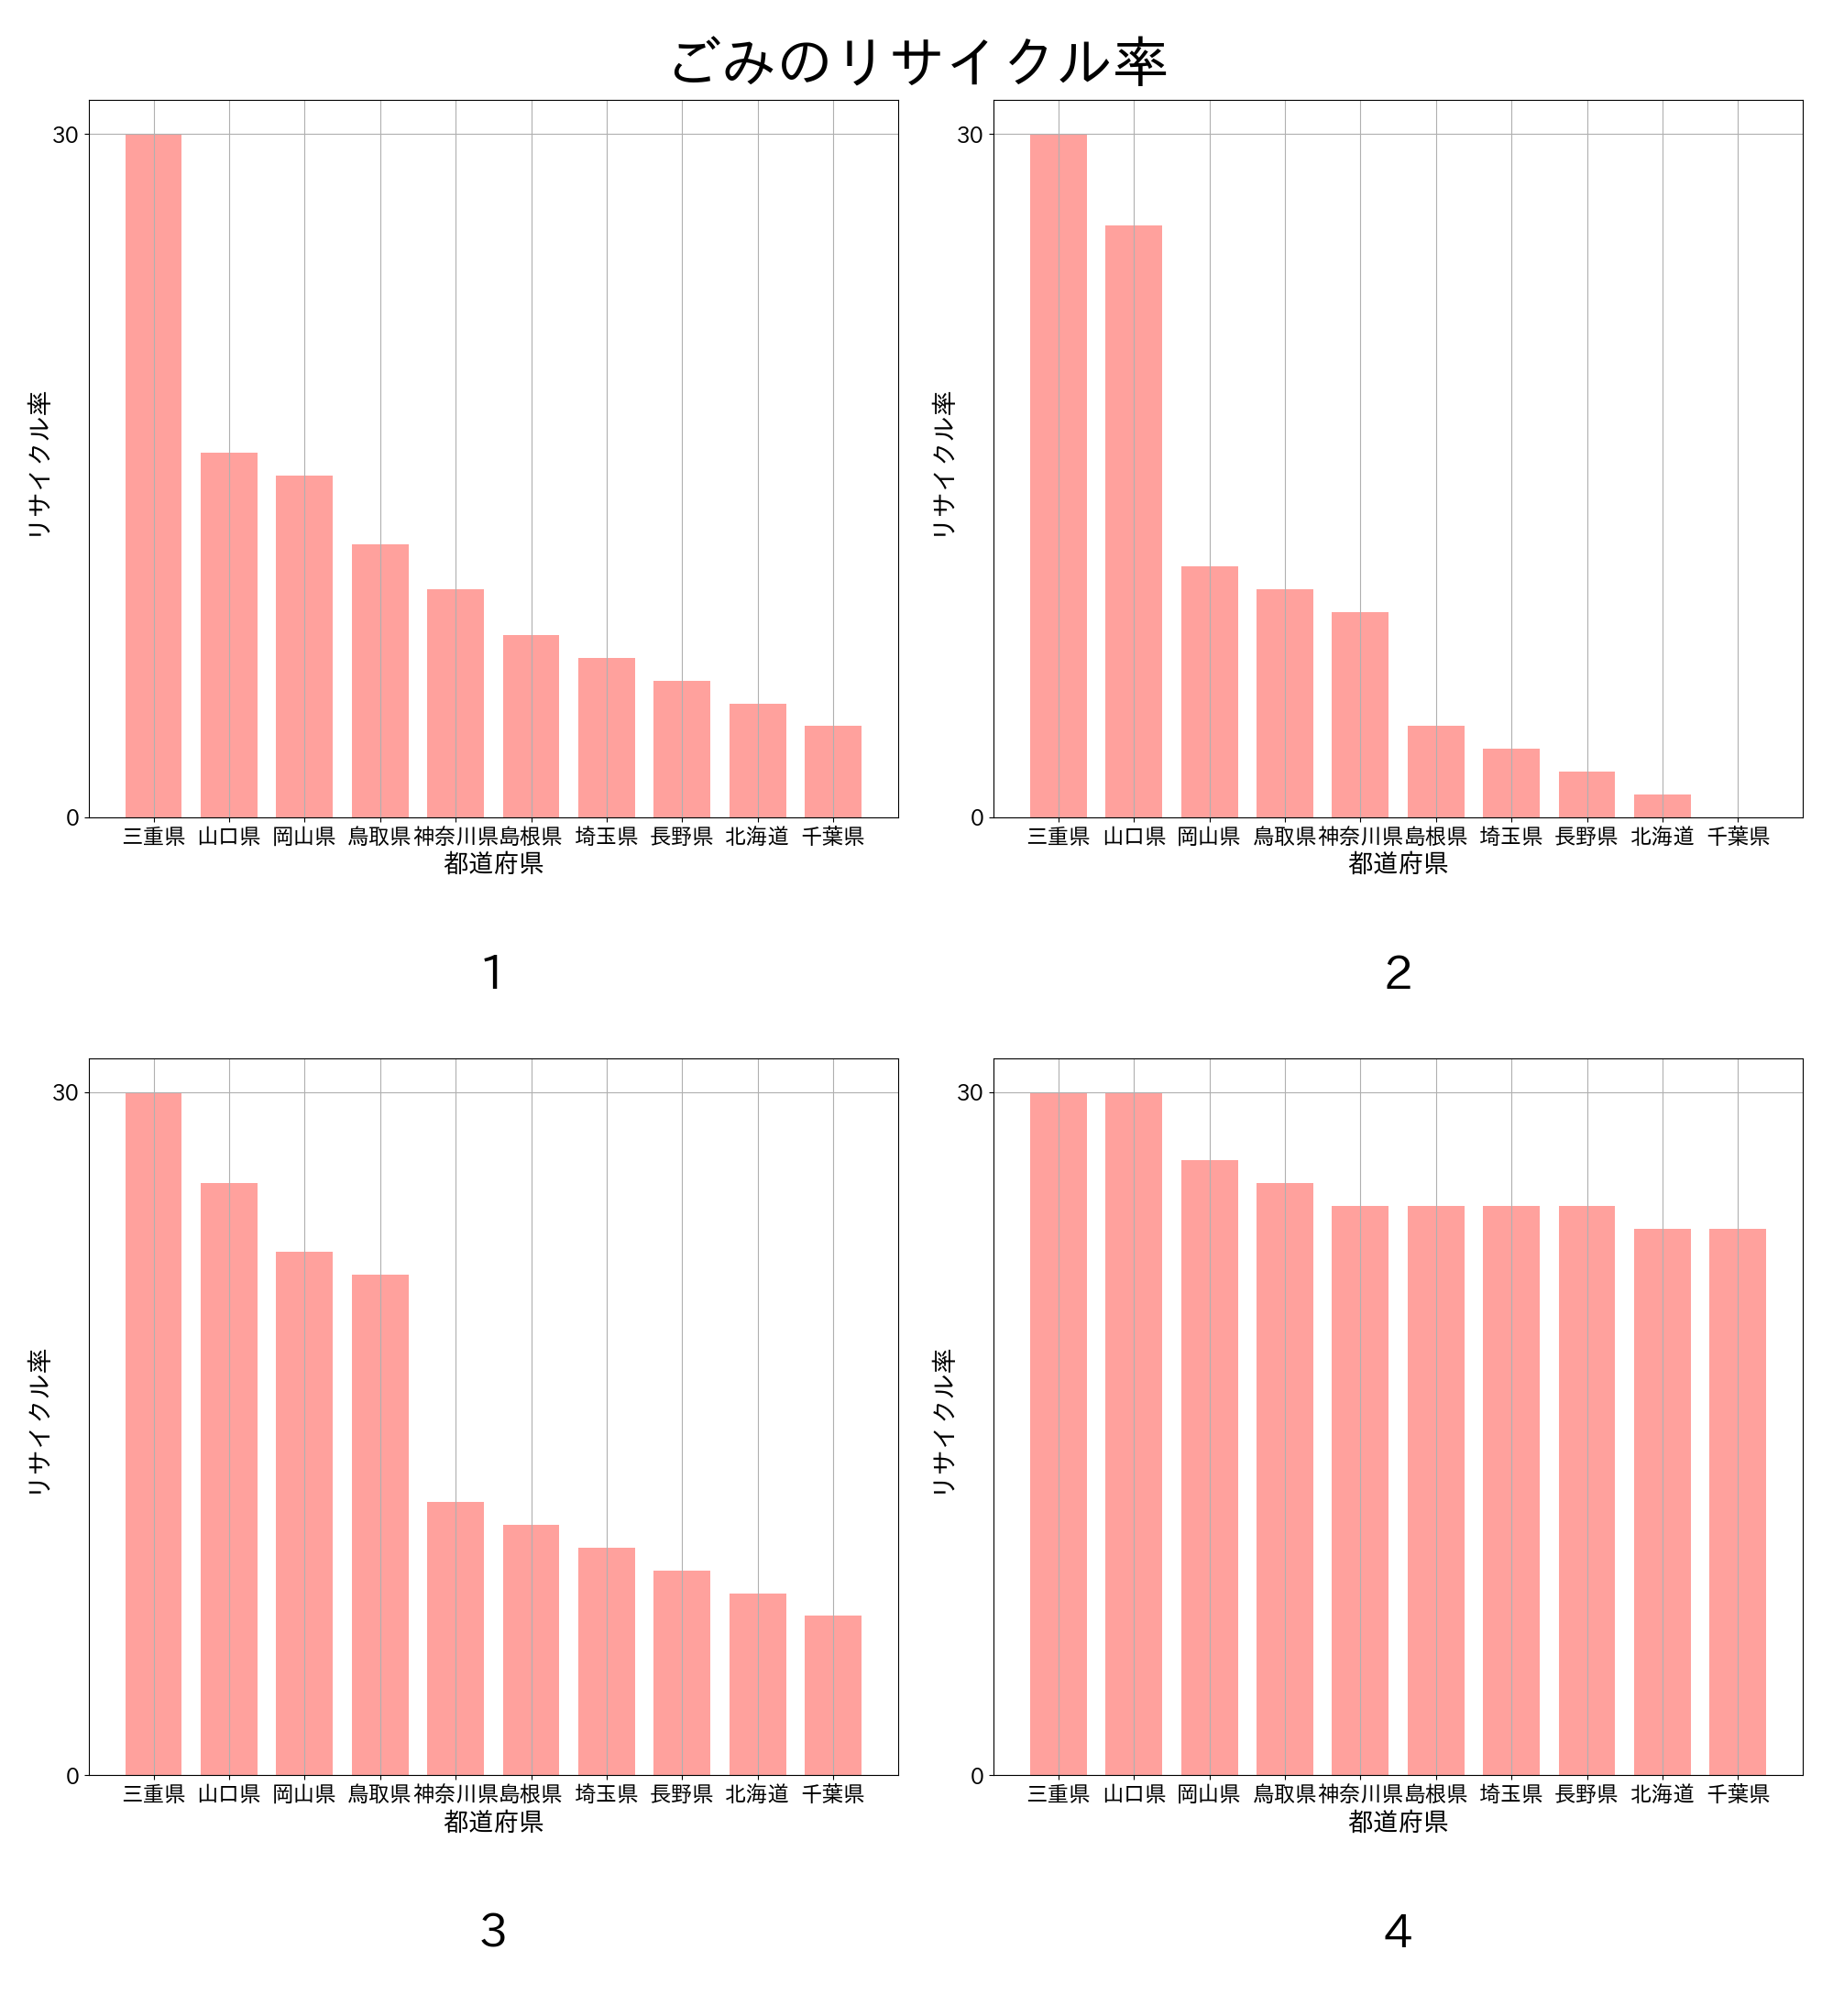 ごみのリサイクル率
30
0
リサイクル率
三重県 山口県 岡山県 鳥取県 神奈川県 島根県 埼玉県 長野県 北海道 千葉県
都道府県
1
30
0
リサイクル率
三重県 山口県 岡山県 鳥取県 神奈川県 島根県 埼玉県 長野県 北海道 千葉県
都道府県
2
30
0
リサイクル率
三重県 山口県 岡山県 鳥取県 神奈川県 島根県 埼玉県 長野県 北海道 千葉県
都道府県
3
30
0
リサイクル率
三重県 山口県 岡山県 鳥取県 神奈川県 島根県 埼玉県 長野県 北海道 千葉県
都道府県
4